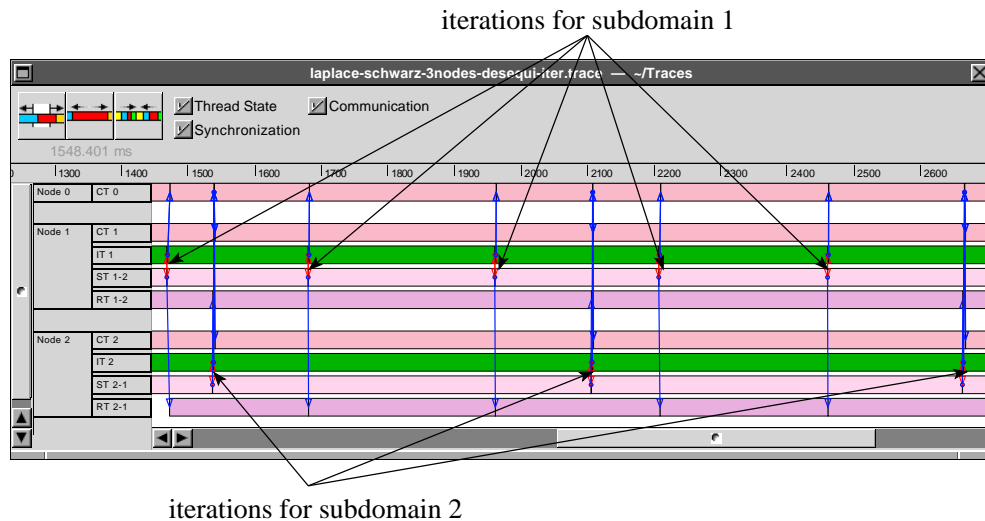 iterations for subdomain 1
laplace-schwarz-3nodes-desequi-iter.trace — ~/Traces
Thread State Communication
Synchronization
1548.401 ms
0 1300 1400 1500 1600 1700 1800 1900 2000 2100 2200 2300 2400 2500 2600
Node 0 CT 0
Node 1 CT 1
IT 1
ST 1-2
RT 1-2
Node 2 CT 2
IT 2
ST 2-1
RT 2-1
iterations for subdomain 2